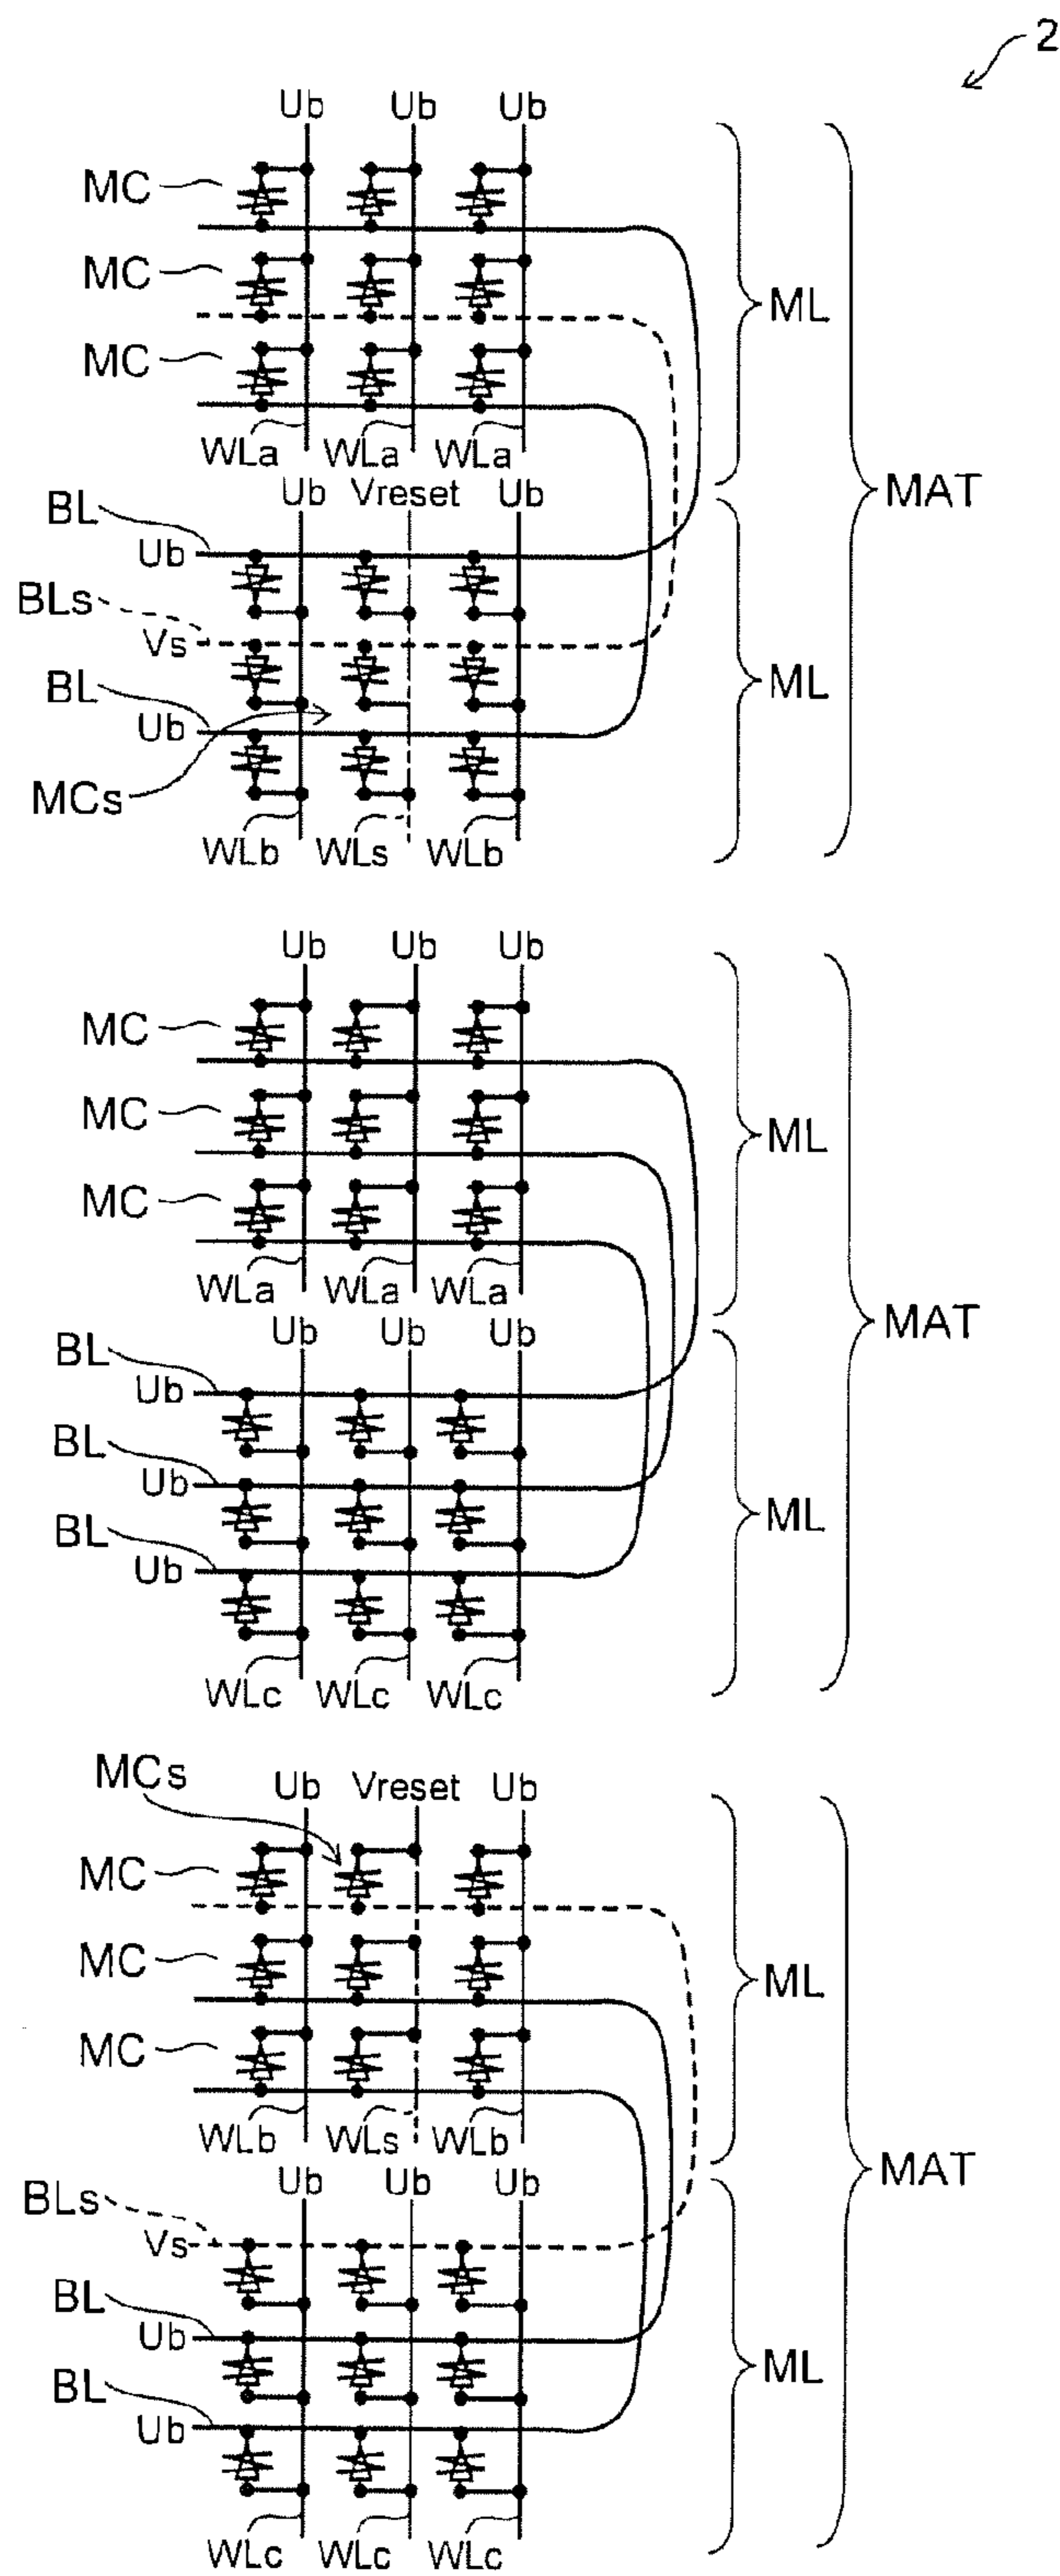 2
Ub Ub Ub
MC
MC
ML
MC
WLa WLa WLa
Ub Vreset Ub
MAT
BL
Ub
BLs
Vs
BL
ML
Ub
MCs
WLb WLs WLb
Ub Ub Ub
MC
MC
ML
MC
WLa WLa WLa
Ub Ub Ub
MAT
BL
Ub
BL
Ub
ML
BL
Ub
WLc WLc WLc
MCs
Ub Vreset Ub
MC
MC
ML
MC
WLb WLs WLb
MAT
Ub Ub Ub
BLs
Vs
BL
Ub
ML
BL
Ub
WLc WLc WLc